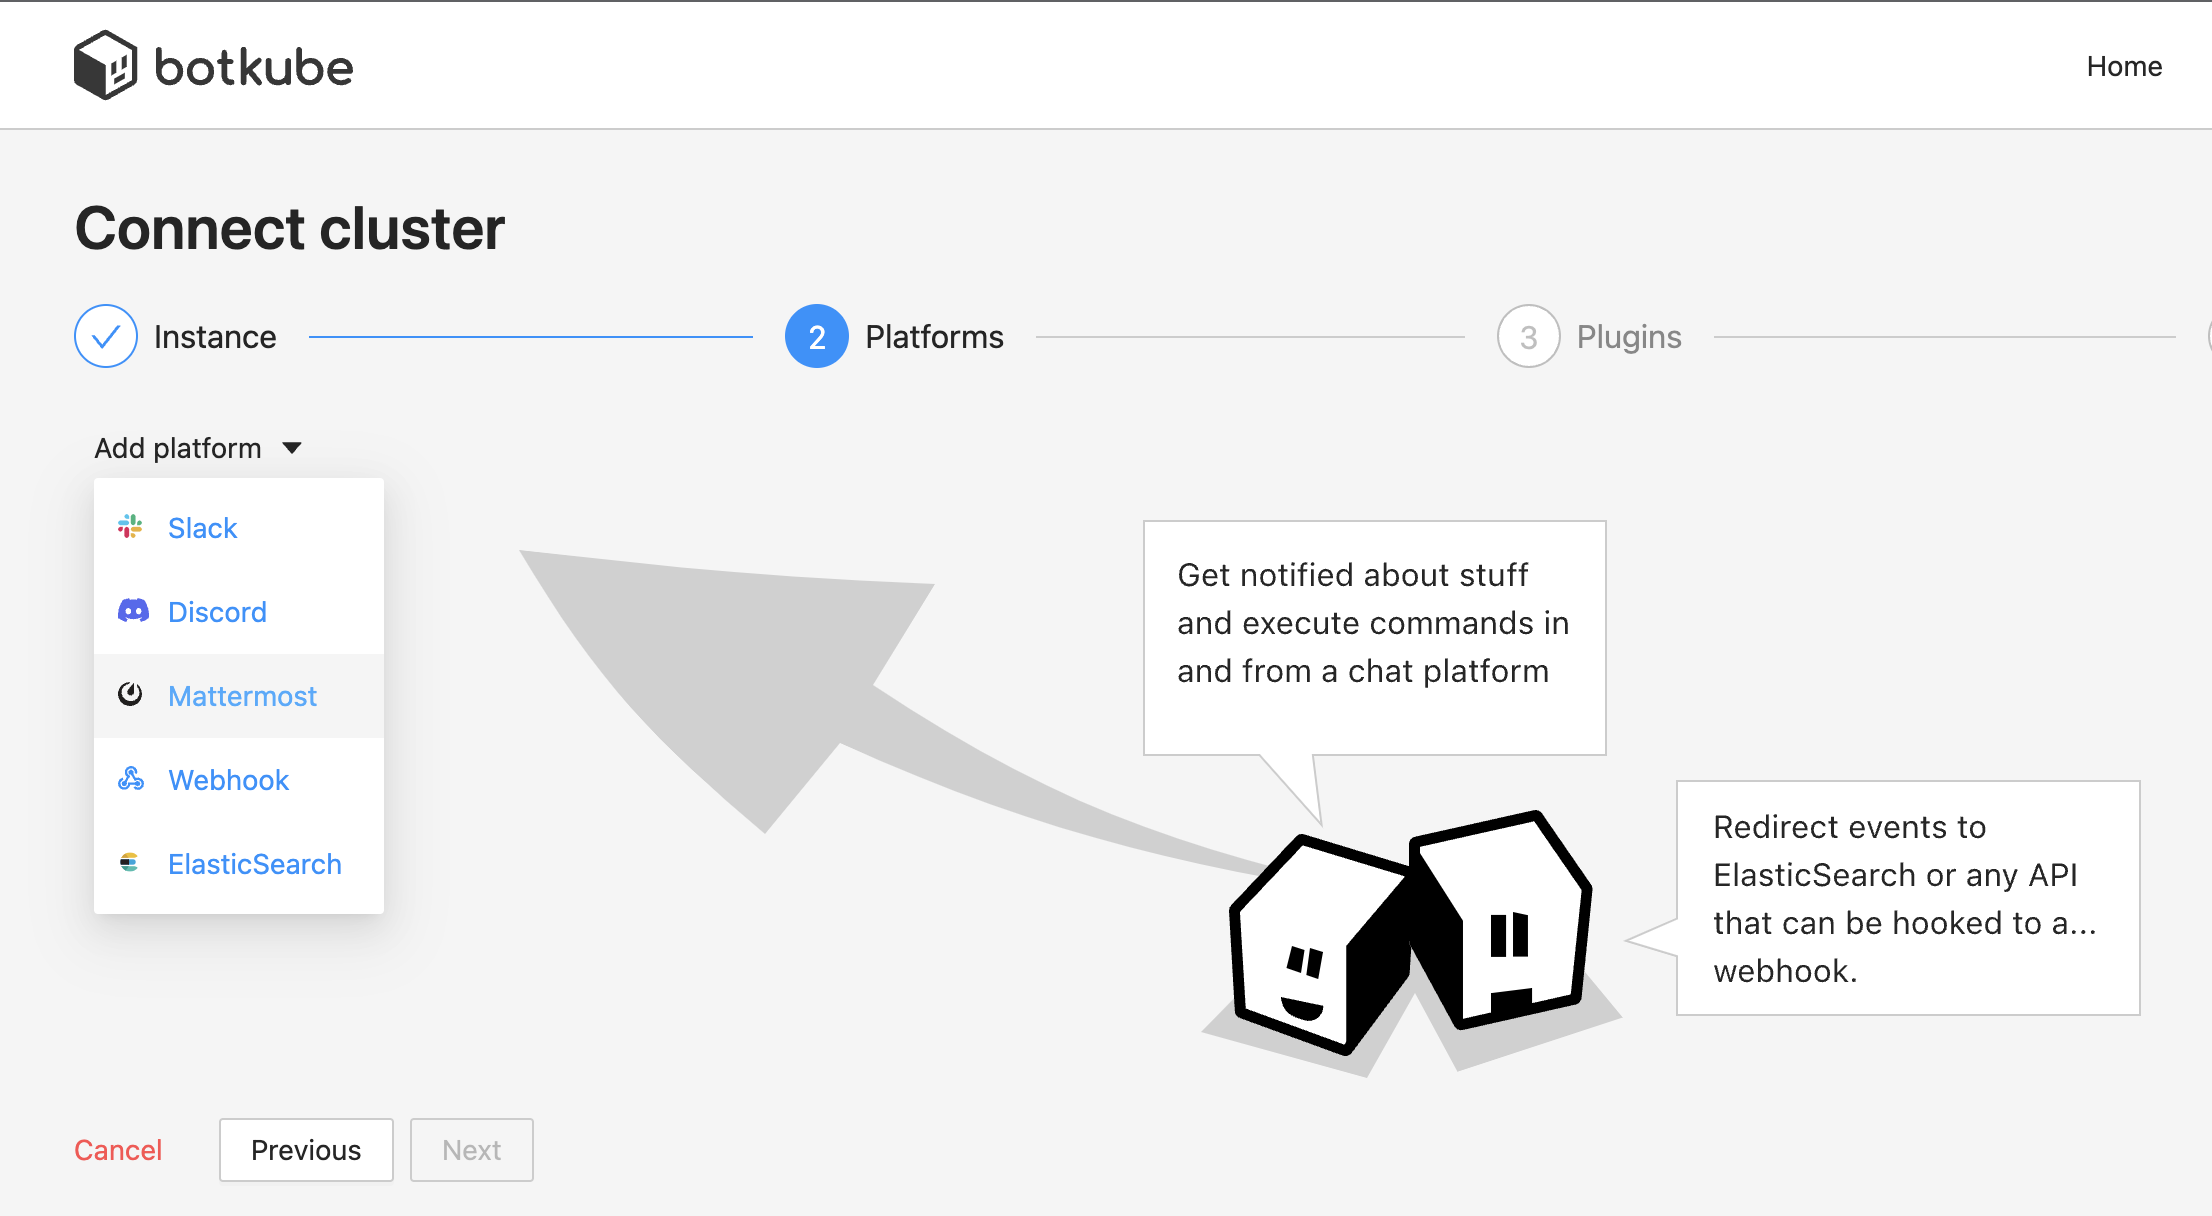 botkube
Home
Connect cluster
Instance
2
Platforms
3
Plugins
Add platform
Slack
Discord
Mattermost
Webhook
ElasticSearch
Get notified about stuff
and execute commands in
and from a chat platform
Redirect events to
ElasticSearch or any API
that can be hooked to a...
webhook.
Cancel
Previous
Next